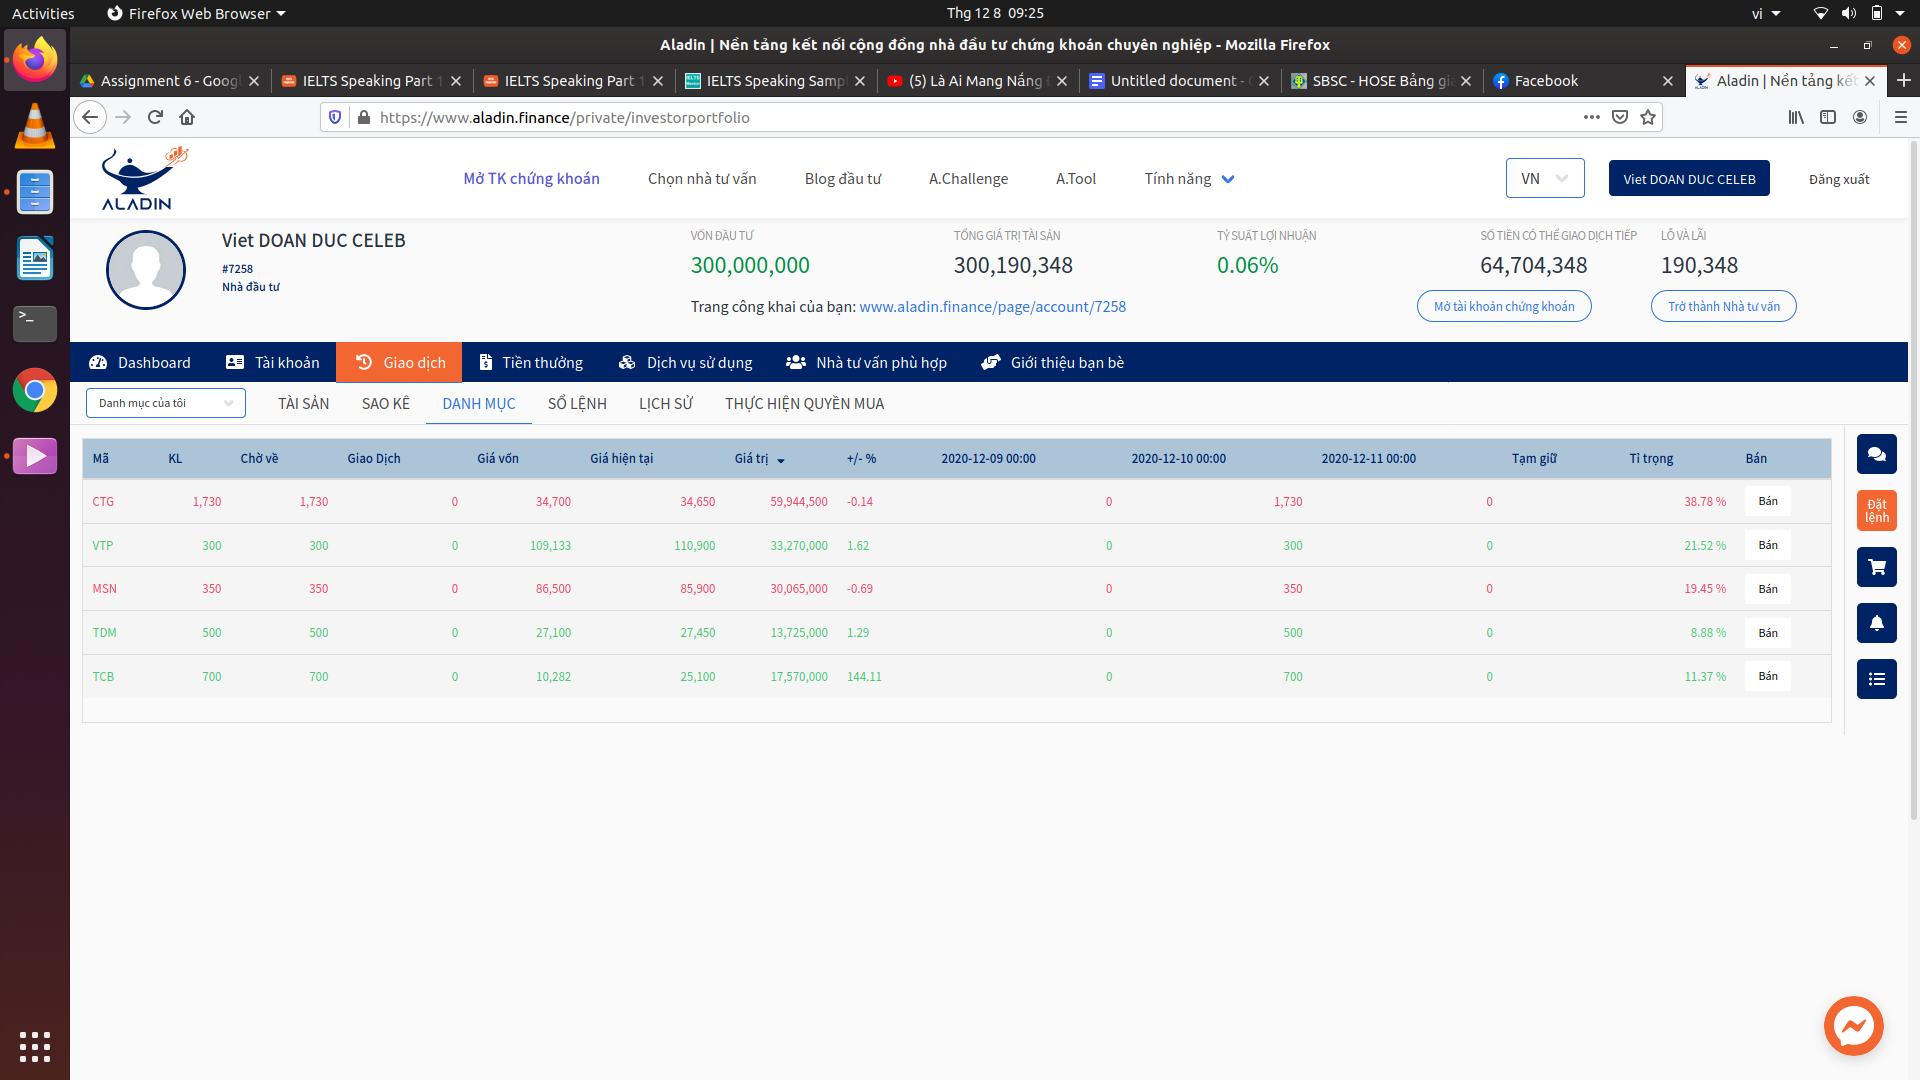 Activities
Firefox Web Browser
Thg 12 8 09:25
vi
Aladin | Nền tảng kết nối cộng đồng nhà đầu tư chứng khoán chuyên nghiệp - Mozilla Firefox
Assignment 6 - Goog
IELTS Speaking Part 1
IELTS Speaking Part 1
IELTS Speaking Samp
(5) Là Ai Mang Nắng
Untitled document -
SBSC - HOSE Bảng gi
Facebook
Aladin | Nền tảng kết
https://www.aladin.finance/private/investorportfolio
ALADIN
Mở TK chứng khoán
Chọn nhà tư vấn
Blog đầu tư
A.Challenge
A.Tool
Tính năng
VN
Viet DOAN DUC CELEB
Đăng xuất
Viet DOAN DUC CELEB
#7258
Nhà đầu tư
VỐN ĐẦU TƯ
TỔNG GIÁ TRỊ TÀI SẢN
TỶ SUẤT LỢI NHUẬN
SỐ TIỀN CÓ THỂ GIAO DỊCH TIẾP
LỖ VÀ LÃI
300,000,000
300,190,348
0.06%
64,704,348
190,348
Trang công khai của bạn: www.aladin.finance/page/account/7258
Mở tài khoản chứng khoán
Trở thành Nhà tư vấn
Dashboard
Tài khoản
Giao dịch
Tiền thưởng
Dịch vụ sử dụng
Nhà tư vấn phù hợp
Giới thiệu bạn bè
Danh mục của tôi
TÀI SẢN
SAO KÊ
DANH MỤC
SỔ LỆNH
LỊCH SỬ
THỰC HIỆN QUYỀN MUA
Mã KL Chờ về Giao Dịch Giá vốn Giá hiện tại Giá trị +/- % 2020-12-09 00:00 2020-12-10 00:00 2020-12-11 00:00 Tạm giữ Tỉ trọng Bán
CTG 1,730 1,730 0 34,700 34,650 59,944,500 -0.14 0 1,730 0 38.78 % Bán
VTP 300 300 0 109,133 110,900 33,270,000 1.62 0 300 0 21.52 % Bán
MSN 350 350 0 86,500 85,900 30,065,000 -0.69 0 350 0 19.45 % Bán
TDM 500 500 0 27,100 27,450 13,725,000 1.29 0 500 0 8.88 % Bán
TCB 700 700 0 10,282 25,100 17,570,000 144.11 0 700 0 11.37 % Bán
Đặt
lệnh